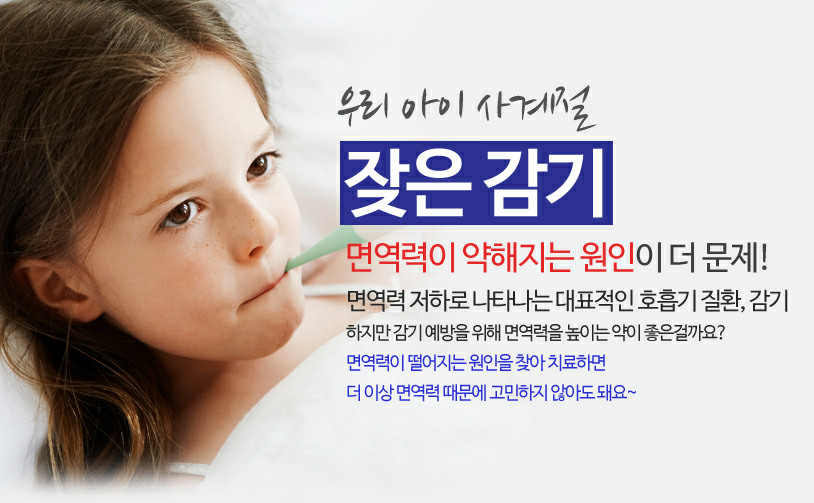 우리 아이 사계절
잦은 감기
면역력이 약해지는 원인이 더 문제!
면역력 저하로 나타나는 대표적인 호흡기 질환, 감기
하지만 감기 예방을 위해 면역력을 높이는 약이 좋은걸까요?
면역력이 떨어지는 원인을 찾아 치료하면
더 이상 면역력 때문에 고민하지 않아도 돼요~